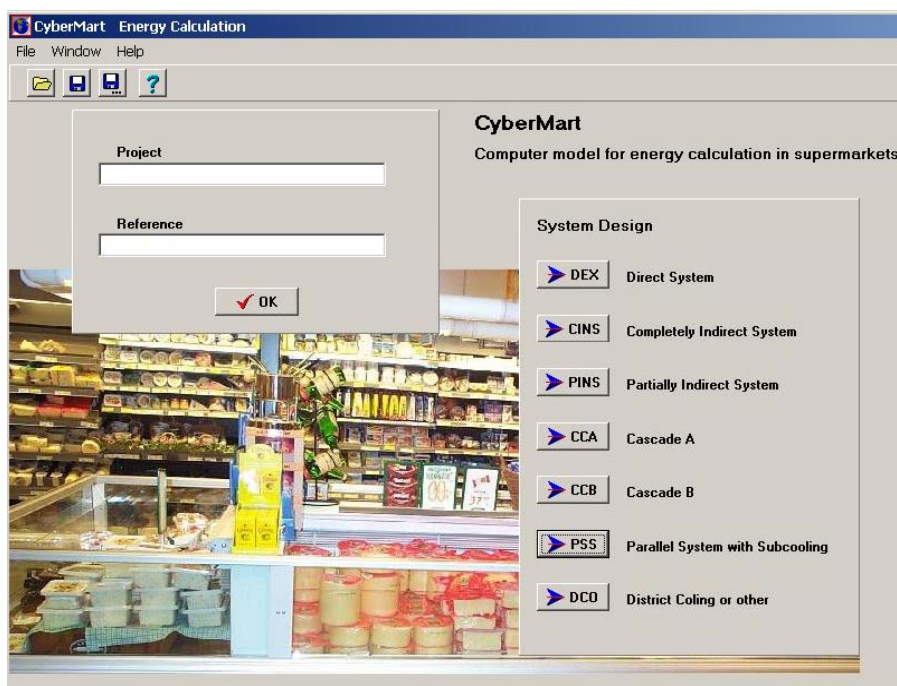 CyberMart Energy Calculation
File Window Help
Project
Reference
OK
CyberMart
Computer model for energy calculation in supermarkets
System Design
DEX Direct System
CINS Completely Indirect System
PINS Partially Indirect System
CCA Cascade A
CCB Cascade B
PSS Parallel System with Subcooling
DCO District Coling or other